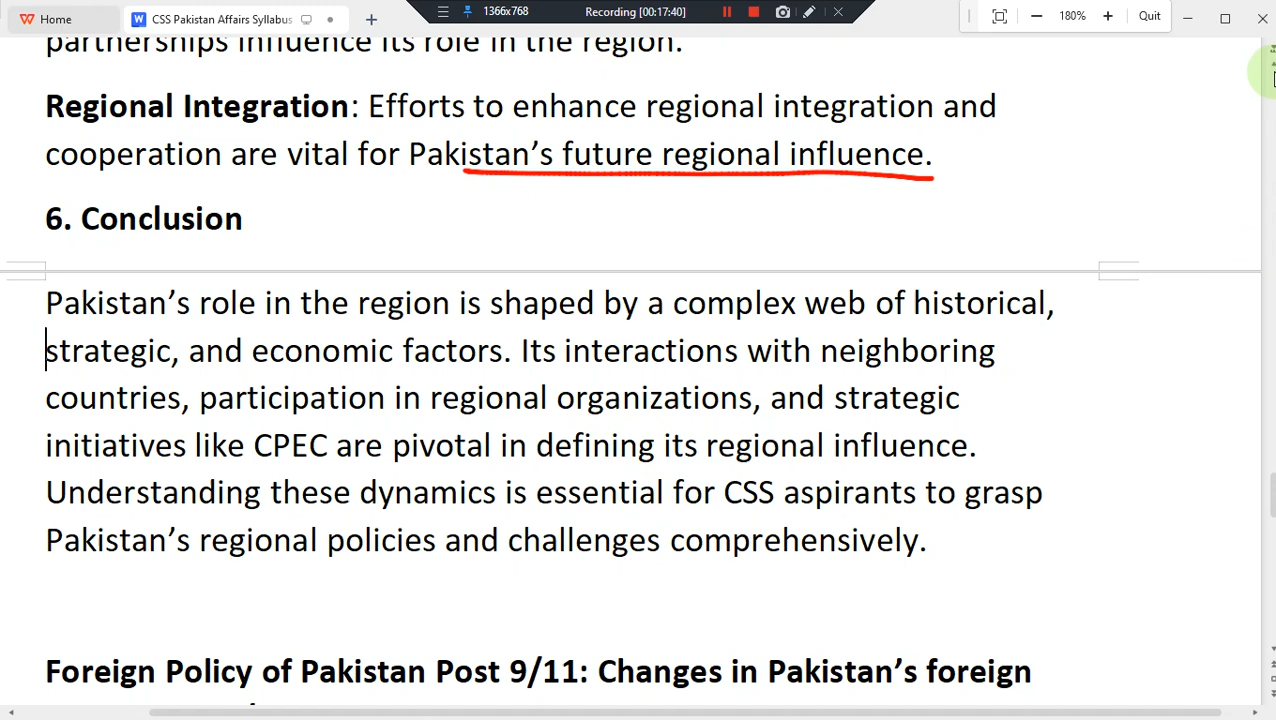 Home
CSS Pakistan Affairs Syllabus
1366x768
Recording [00:17:40]
180%
Quit
partnerships influence its role in the region.
Regional Integration: Efforts to enhance regional integration and
cooperation are vital for Pakistan’s future regional influence.
6. Conclusion
Pakistan’s role in the region is shaped by a complex web of historical,
strategic, and economic factors. Its interactions with neighboring
countries, participation in regional organizations, and strategic
initiatives like CPEC are pivotal in defining its regional influence.
Understanding these dynamics is essential for CSS aspirants to grasp
Pakistan’s regional policies and challenges comprehensively.
Foreign Policy of Pakistan Post 9/11: Changes in Pakistan’s foreign